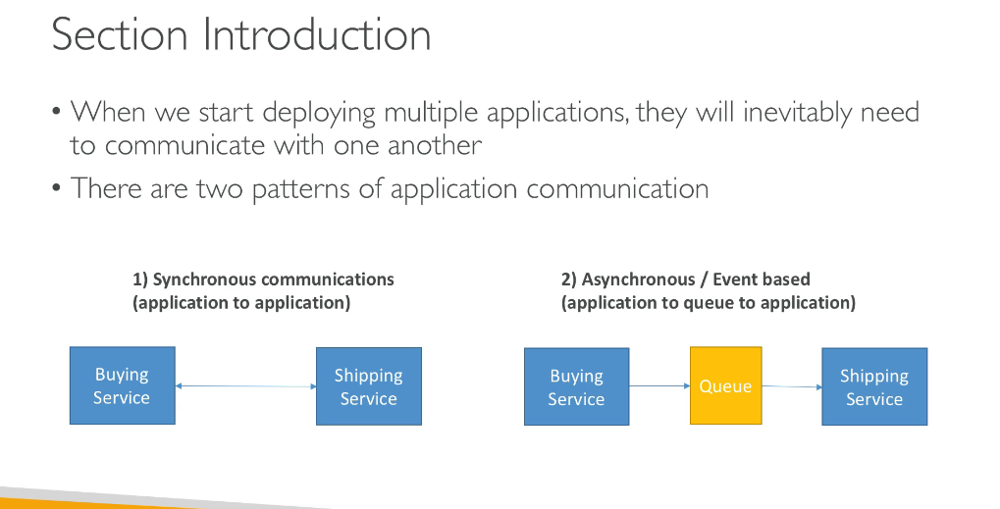 Section Introduction
• When we start deploying multiple applications, they will inevitably need
to communicate with one another
• There are two patterns of application communication
1) Synchronous communications
(application to application)
2) Asynchronous / Event based
(application to queue to application)
Buying
Service
Shipping
Service
Buying
Service
Queue
Shipping
Service